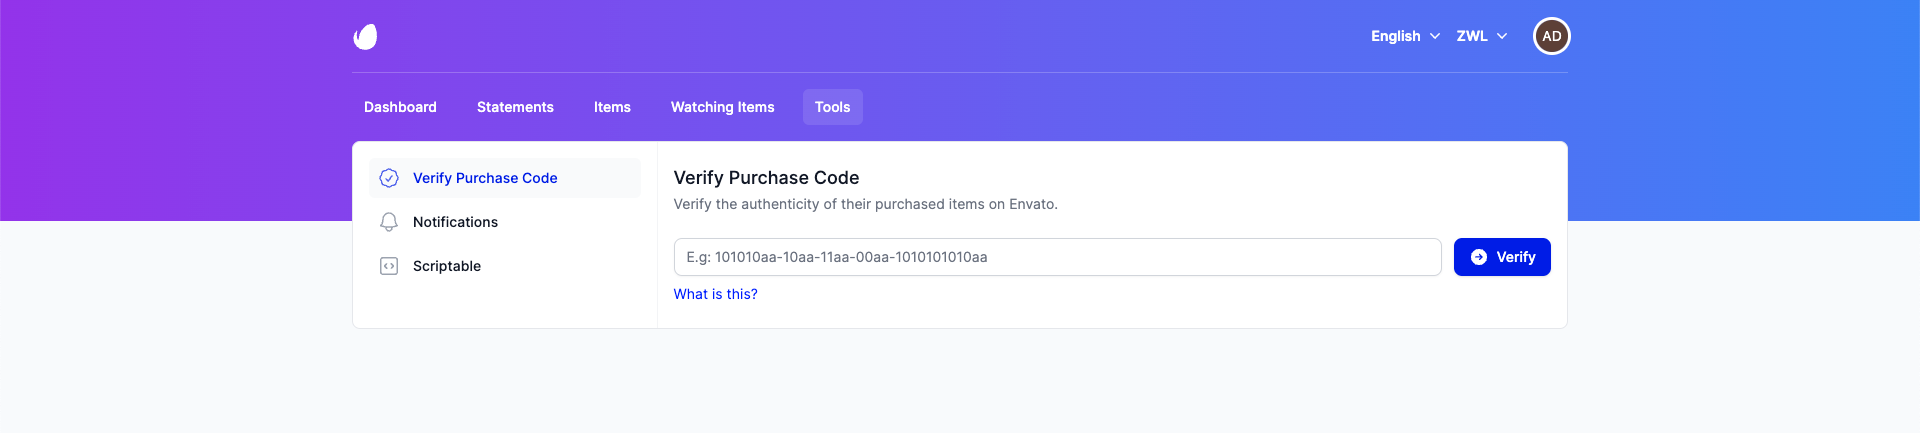 English ZWL AD
Dashboard Statements Items Watching Items Tools
Verify Purchase Code
Notifications
Scriptable
Verify Purchase Code
Verify the authenticity of their purchased items on Envato.
E.g: 101010aa-10aa-11aa-00aa-1010101010aa
Verify
What is this?